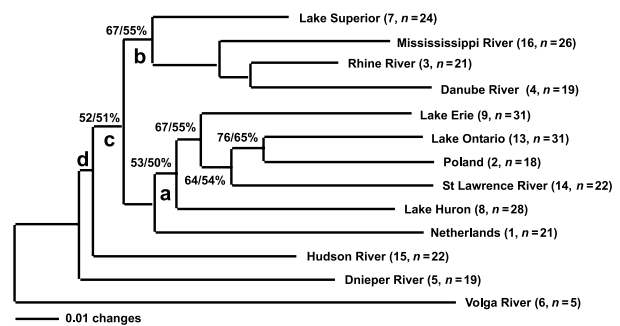 67/55%
Lake Superior (7, n=24)
b
Mississippi River (16, n=26)
Rhine River (3, n=21)
Danube River (4, n=19)
52/51%
c
67/55%
Lake Erie (9, n=31)
76/65%
Lake Ontario (13, n=31)
d
53/50%
Poland (2, n=18)
a
64/54%
St Lawrence River (14, n=22)
Lake Huron (8, n=28)
Netherlands (1, n=21)
Hudson River (15, n=22)
Dnieper River (5, n=19)
Volga River (6, n=5)
0.01 changes